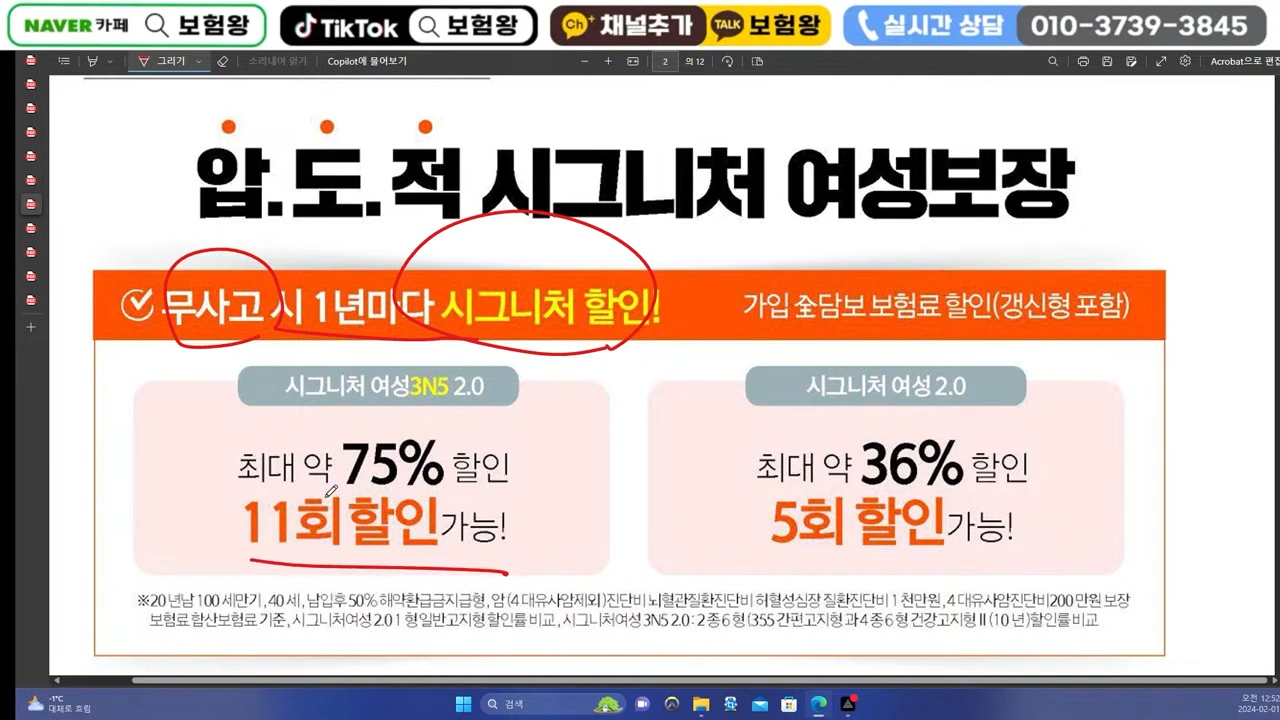 NAVER 카페 보험왕 TikTok 보험왕 Ch+ 채널추가 TALK 보험왕 실시간 상담 010-3739-3845
그리기 소리내어 읽기 Copilot에 물어보기 2 의 12 Acrobat으로 편집
압.도.적 시그니처 여성보장
무사고 시 1년마다 시그니처 할인! 가입 全담보 보험료 할인(갱신형 포함)
시그니처 여성3N5 2.0
최대 약 75% 할인
11회 할인가능!
시그니처 여성 2.0
최대 약 36% 할인
5회 할인가능!
※20년남 100세만기, 40세, 납입후 50% 해약환급금지급형, 암(4대유사암제외)진단비 뇌혈관질환진단비 허혈성심장 질환진단비 1천만원, 4대유사암진단비200만원 보장
보험료 합산보험료 기준, 시그니처여성 2.0 1형 일반고지형 할인률 비교, 시그니처여성 3N5 2.0 : 2종 6형 (355 간편고지형과 4종 6형 건강고지형Ⅱ(10년)할인률 비교
-1°C
대체로 흐림
검색
오전 12:52
2024-02-01